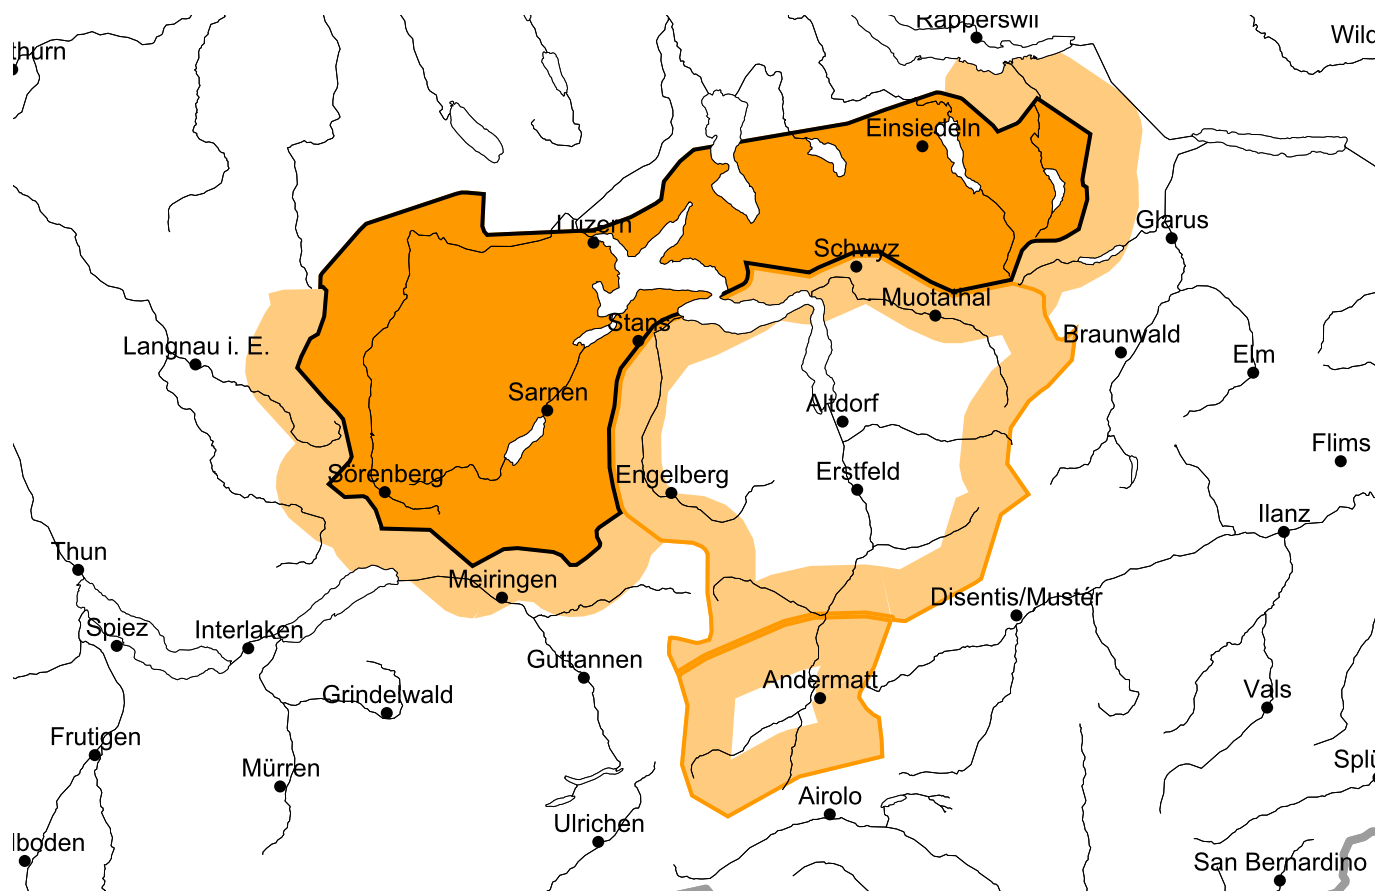 Rapperswil
Wild
thurn
Einsiedeln
Luzern
Glarus
Schwyz
Muotathal
Stans
Braunwald
Langnau i. E.
Elm
Sarnen
Altdorf
Flims
Sörenberg
Engelberg
Erstfeld
Ilanz
Thun
Meiringen
Disentis/Mustér
Spiez
Interlaken
Guttannen
Andermatt
Grindelwald
Vals
Frutigen
Mürren
Splü
Airolo
Ulrichen
lboden
San Bernardino